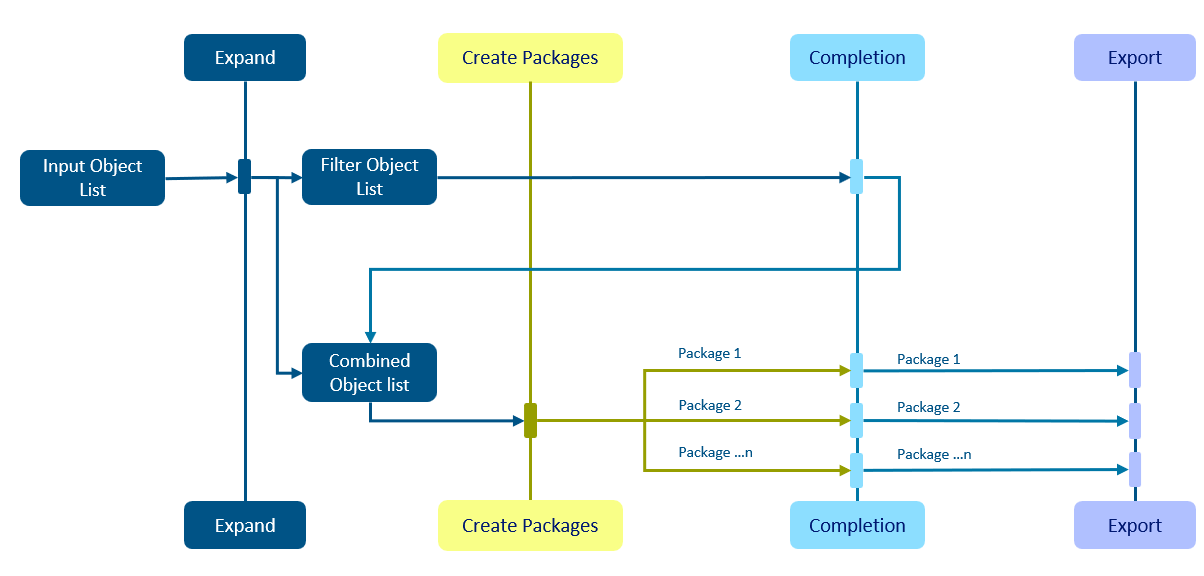 Expand
Create Packages
Completion
Export
Input Object
List
Filter Object
List
Combined
Object list
Package 1
Package 1
Package 2
Package 2
Package ...n
Package ...n
Expand
Create Packages
Completion
Export